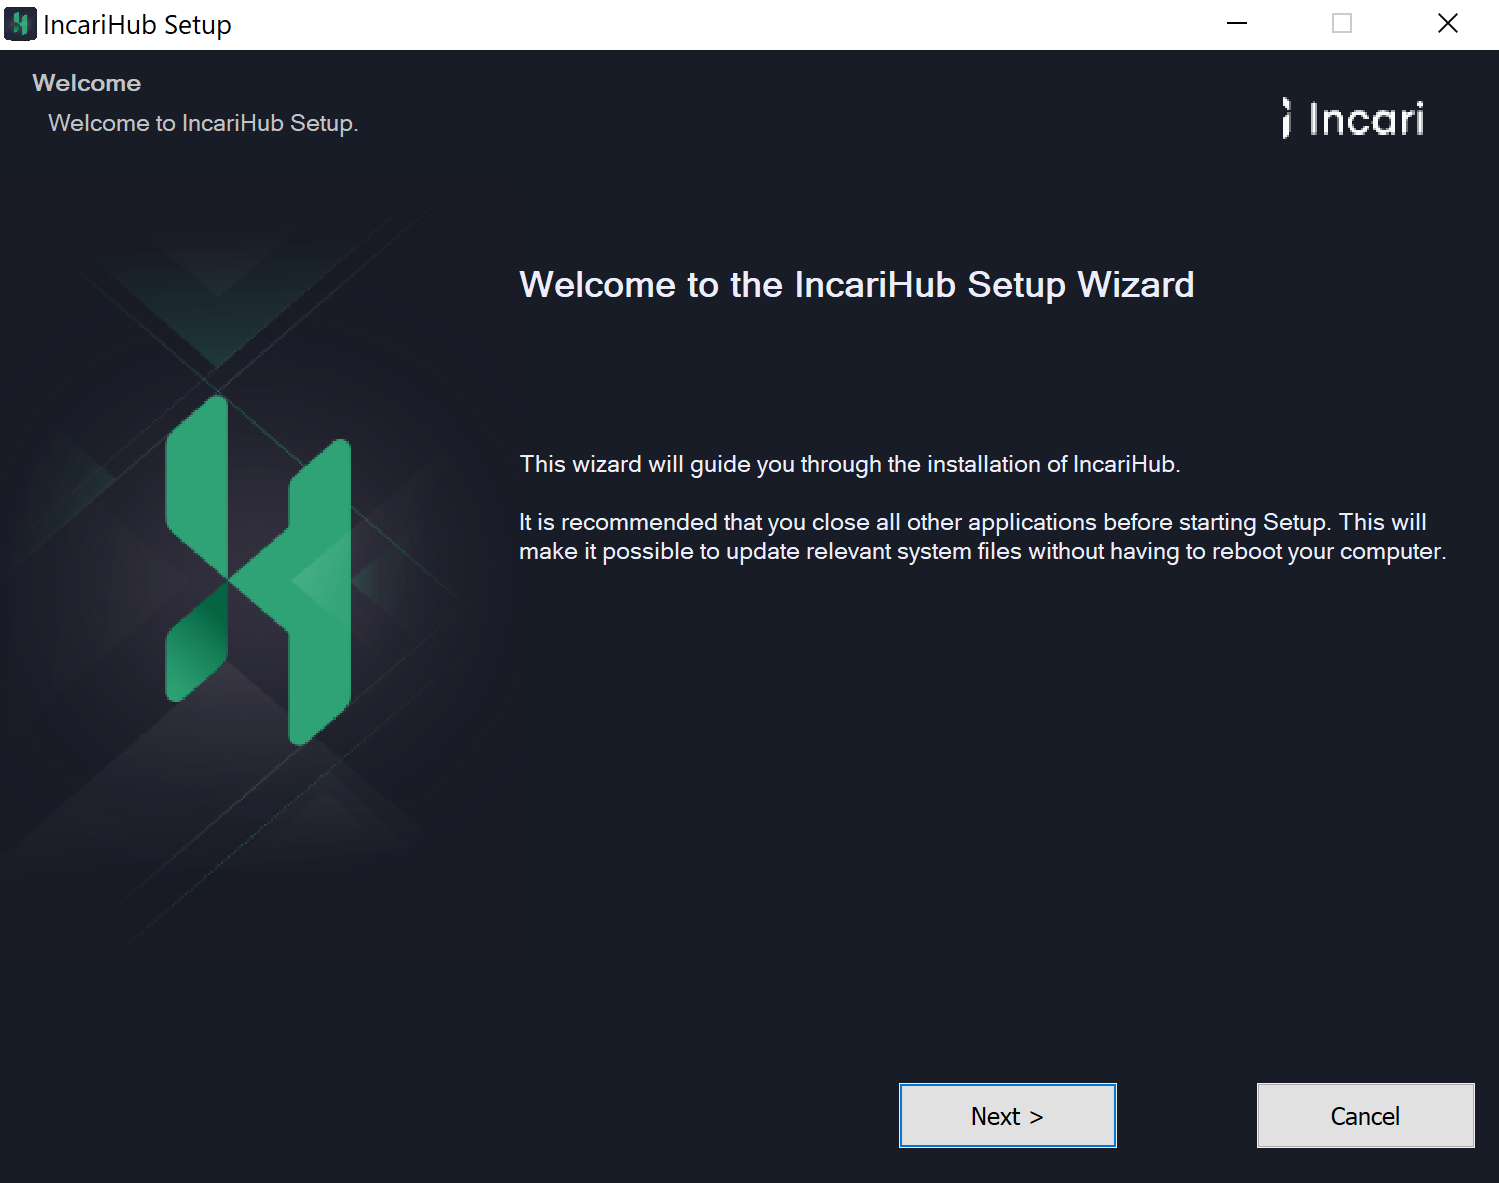 IncariHub Setup
Welcome
Welcome to IncariHub Setup.
Incari
Welcome to the IncariHub Setup Wizard
This wizard will guide you through the installation of IncariHub.
It is recommended that you close all other applications before starting Setup. This will
make it possible to update relevant system files without having to reboot your computer.
Next >
Cancel